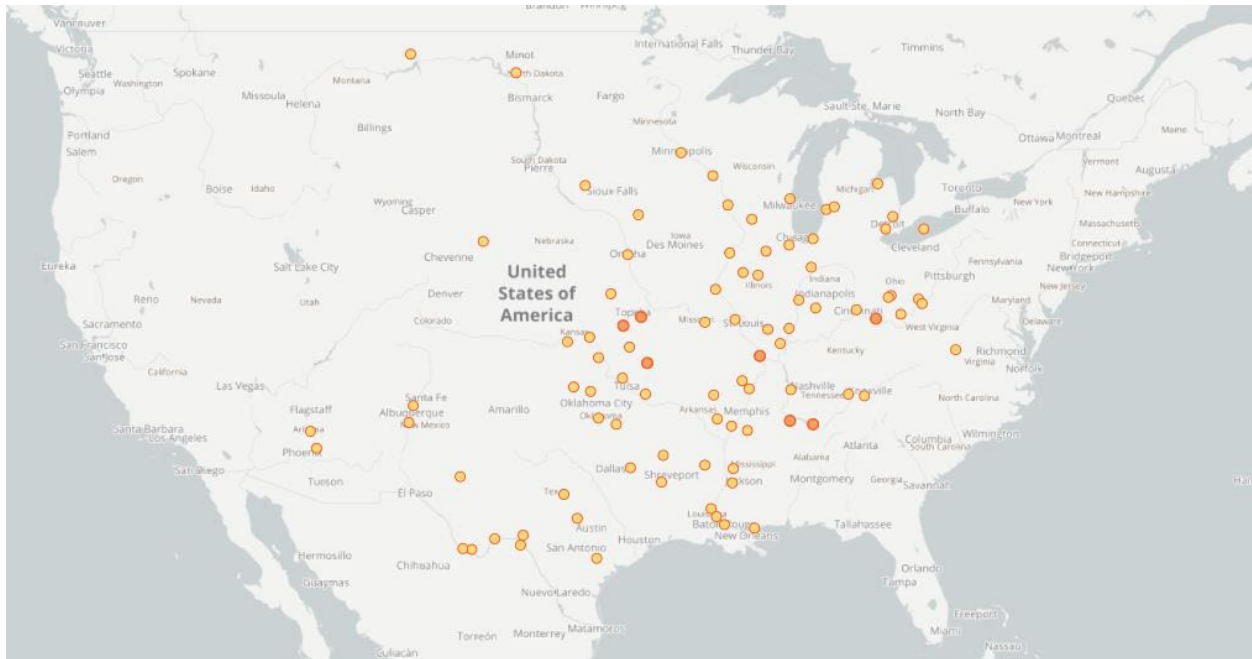 Brandon
Winnipeg
Vancouver
Victoria
International Falls
Thunder Bay
Timmins
Minot
Seattle
Spokane
Montana
North Dakota
Olympia
Washington
Missoula
Helena
Bismarck
Fargo
Quebec
Sault Ste. Marie
North Bay
Minnesota
Portland
Billings
Ottawa
Montreal
Maine
Salem
Minneapolis
Vermont
Augusta
South Dakota
Pierre
Wisconsin
Oregon
Boise
Idaho
Sioux Falls
Michigan
Toronto
New Hampshire
Wyoming
Casper
Milwaukee
Buffalo
New York
Detroit
Massachusetts
Nebraska
Iowa
Des Moines
Chicago
Cleveland
Connecticut
Eureka
Salt Lake City
Cheyenne
Omaha
Pennsylvania
Bridgeport
United
States of
America
Illinois
Indiana
Ohio
Pittsburgh
New York
Reno
Nevada
Utah
Denver
Indianapolis
New Jersey
Maryland
Sacramento
Colorado
Topeka
Missouri
St. Louis
Cincinnati
West Virginia
Delaware
San Francisco
San José
Kansas
Kentucky
Richmond
Virginia
Norfolk
California
Las Vegas
Santa Fe
Tulsa
Nashville
Tennessee
Knoxville
North Carolina
Flagstaff
Albuquerque
Amarillo
Oklahoma City
Arkansas
Memphis
Santa Barbara
Arizona
New Mexico
Oklahoma
Los Angeles
Columbia
Wilmington
Phoenix
Atlanta
South Carolina
San Diego
Dallas
Shreveport
Mississippi
Alabama
Tucson
Jackson
Montgomery
Georgia
Savannah
El Paso
Texas
Louisiana
Austin
Baton Rouge
Tallahassee
Houston
New Orleans
Hermosillo
San Antonio
Chihuahua
Orlando
Guaymas
Tampa
Nuevo Laredo
Freeport
Torreón
Monterrey
Matamoros
Miami
Culiacán
Nassau